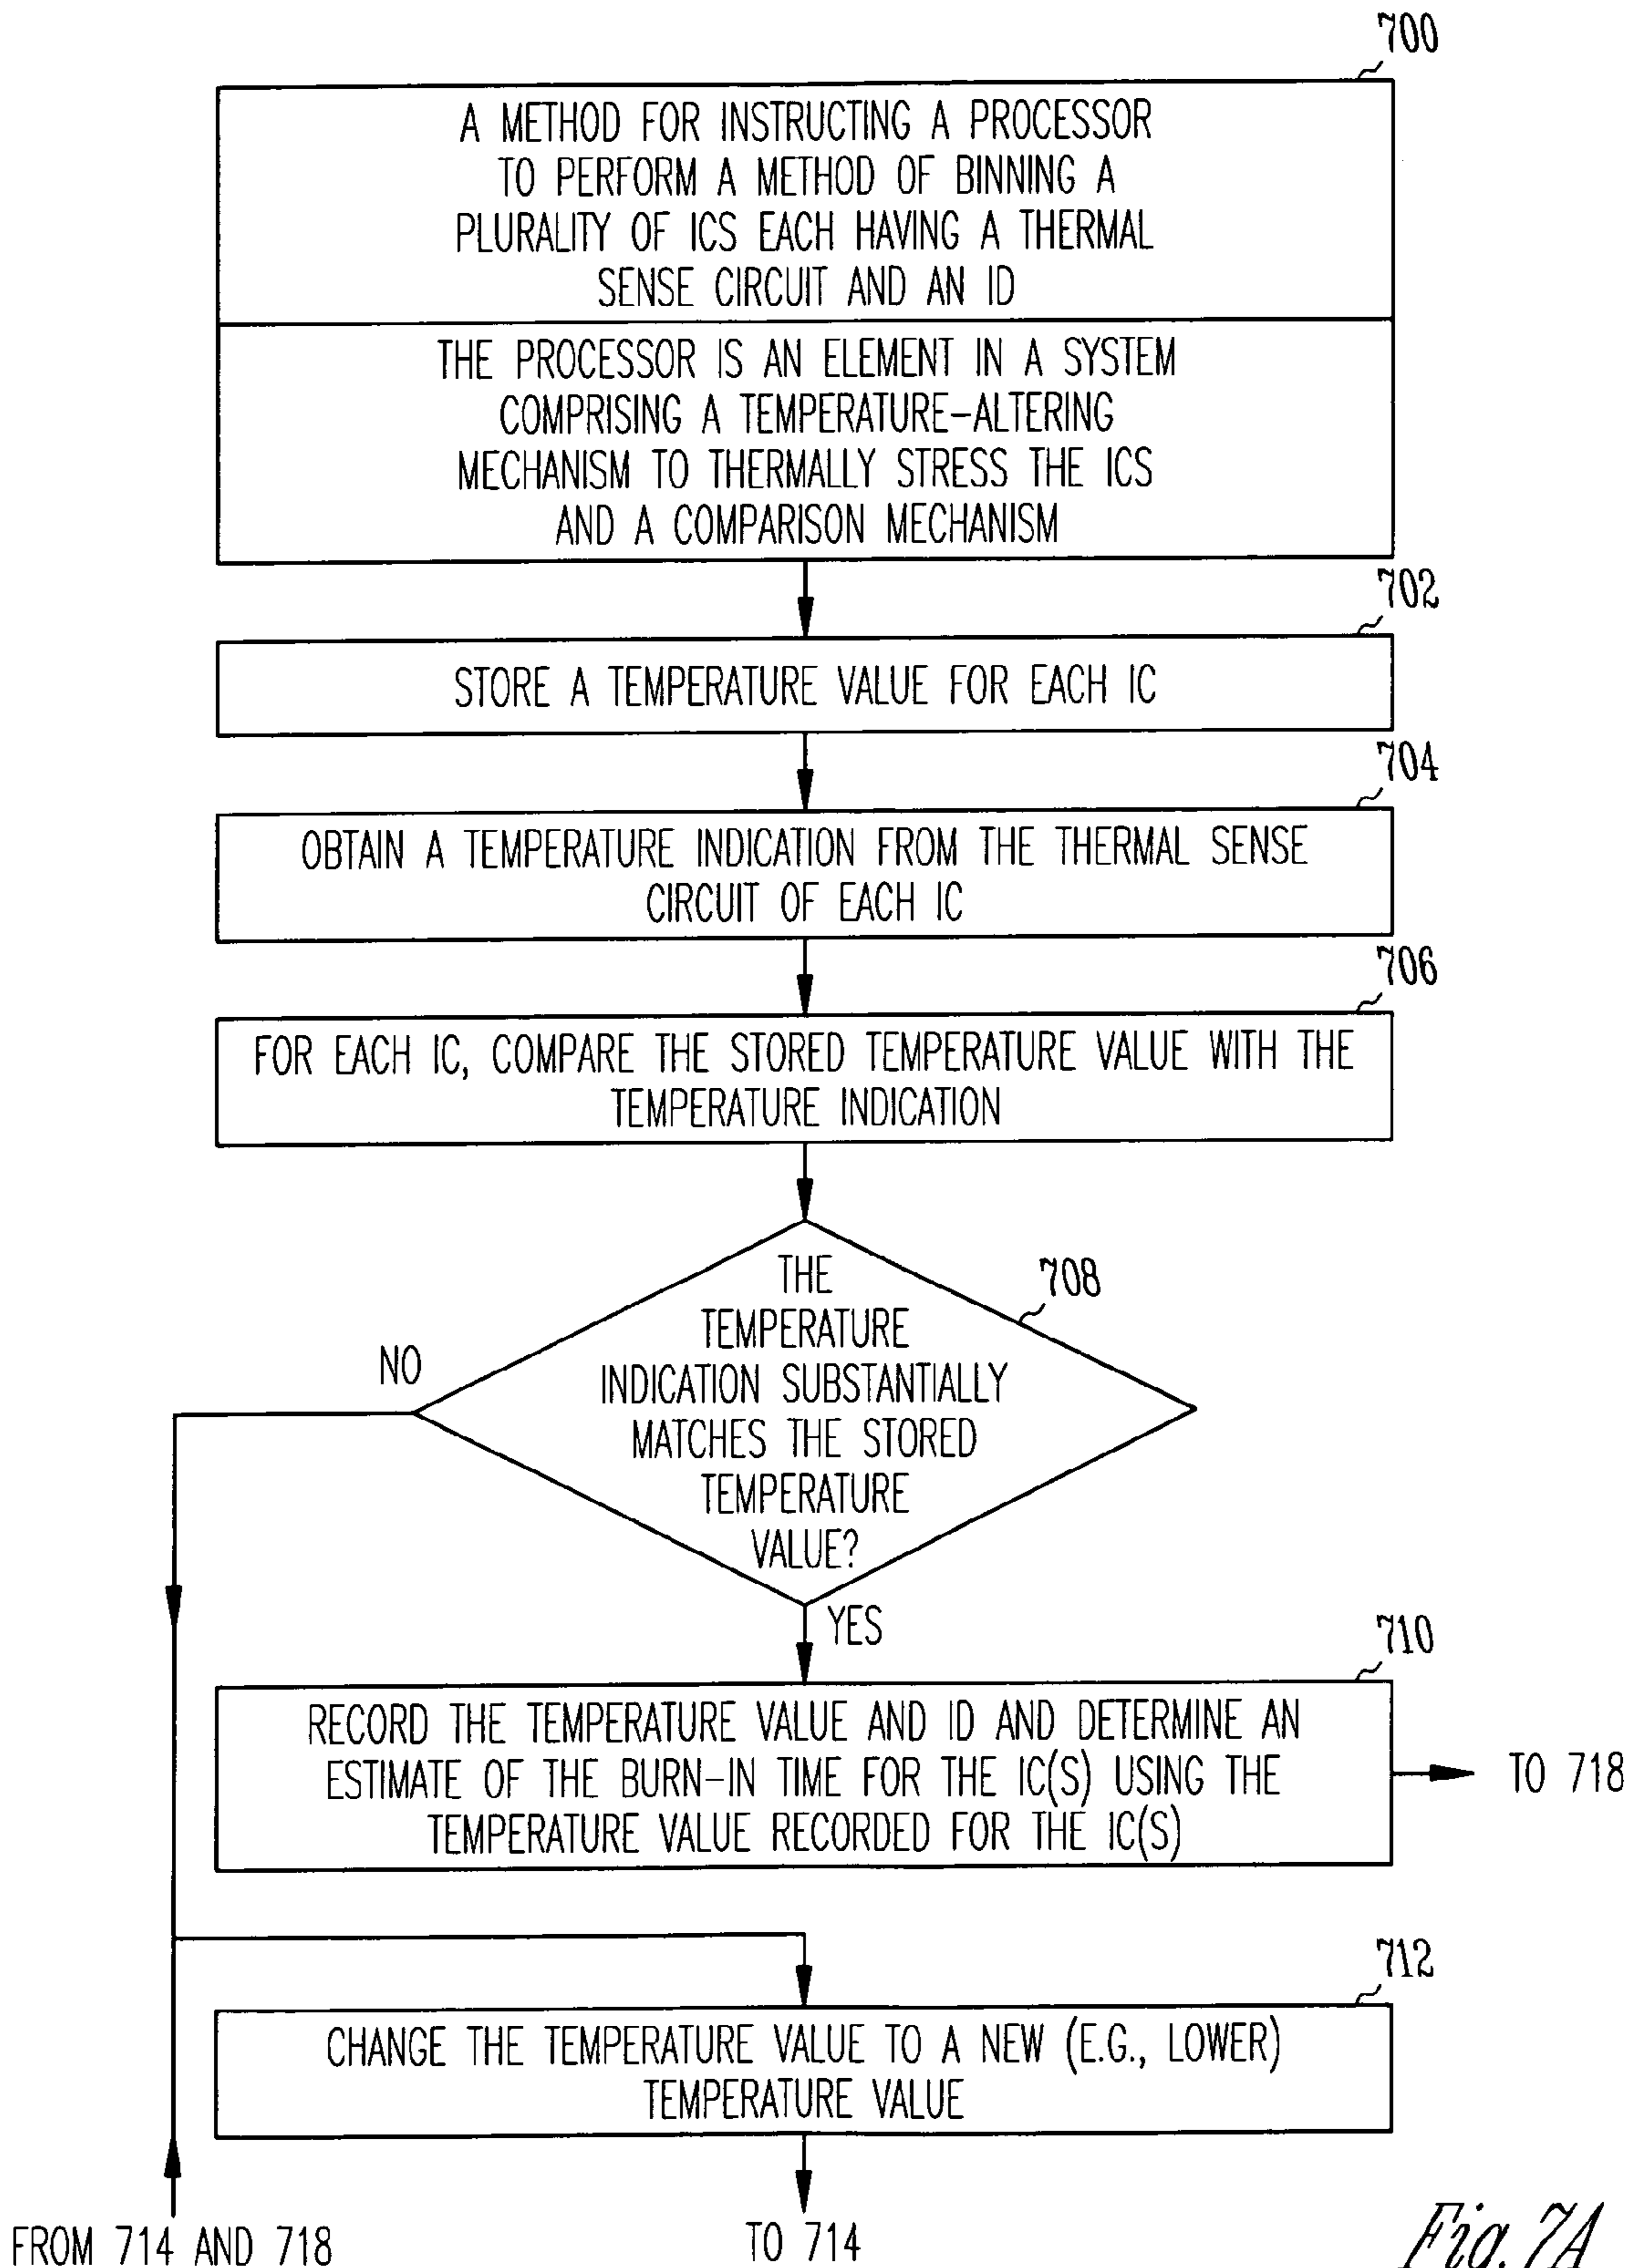 700
A METHOD FOR INSTRUCTING A PROCESSOR
TO PERFORM A METHOD OF BINNING A
PLURALITY OF ICS EACH HAVING A THERMAL
SENSE CIRCUIT AND AN ID
THE PROCESSOR IS AN ELEMENT IN A SYSTEM
COMPRISING A TEMPERATURE-ALTERING
MECHANISM TO THERMALLY STRESS THE ICS
AND A COMPARISON MECHANISM
702
STORE A TEMPERATURE VALUE FOR EACH IC
704
OBTAIN A TEMPERATURE INDICATION FROM THE THERMAL SENSE
CIRCUIT OF EACH IC
706
FOR EACH IC, COMPARE THE STORED TEMPERATURE VALUE WITH THE
TEMPERATURE INDICATION
708
THE
TEMPERATURE
INDICATION SUBSTANTIALLY
MATCHES THE STORED
TEMPERATURE
VALUE?
NO
YES
710
RECORD THE TEMPERATURE VALUE AND ID AND DETERMINE AN
ESTIMATE OF THE BURN-IN TIME FOR THE IC(S) USING THE
TEMPERATURE VALUE RECORDED FOR THE IC(S)
TO 718
712
CHANGE THE TEMPERATURE VALUE TO A NEW (E.G., LOWER)
TEMPERATURE VALUE
FROM 714 AND 718
TO 714
Fig. 7A